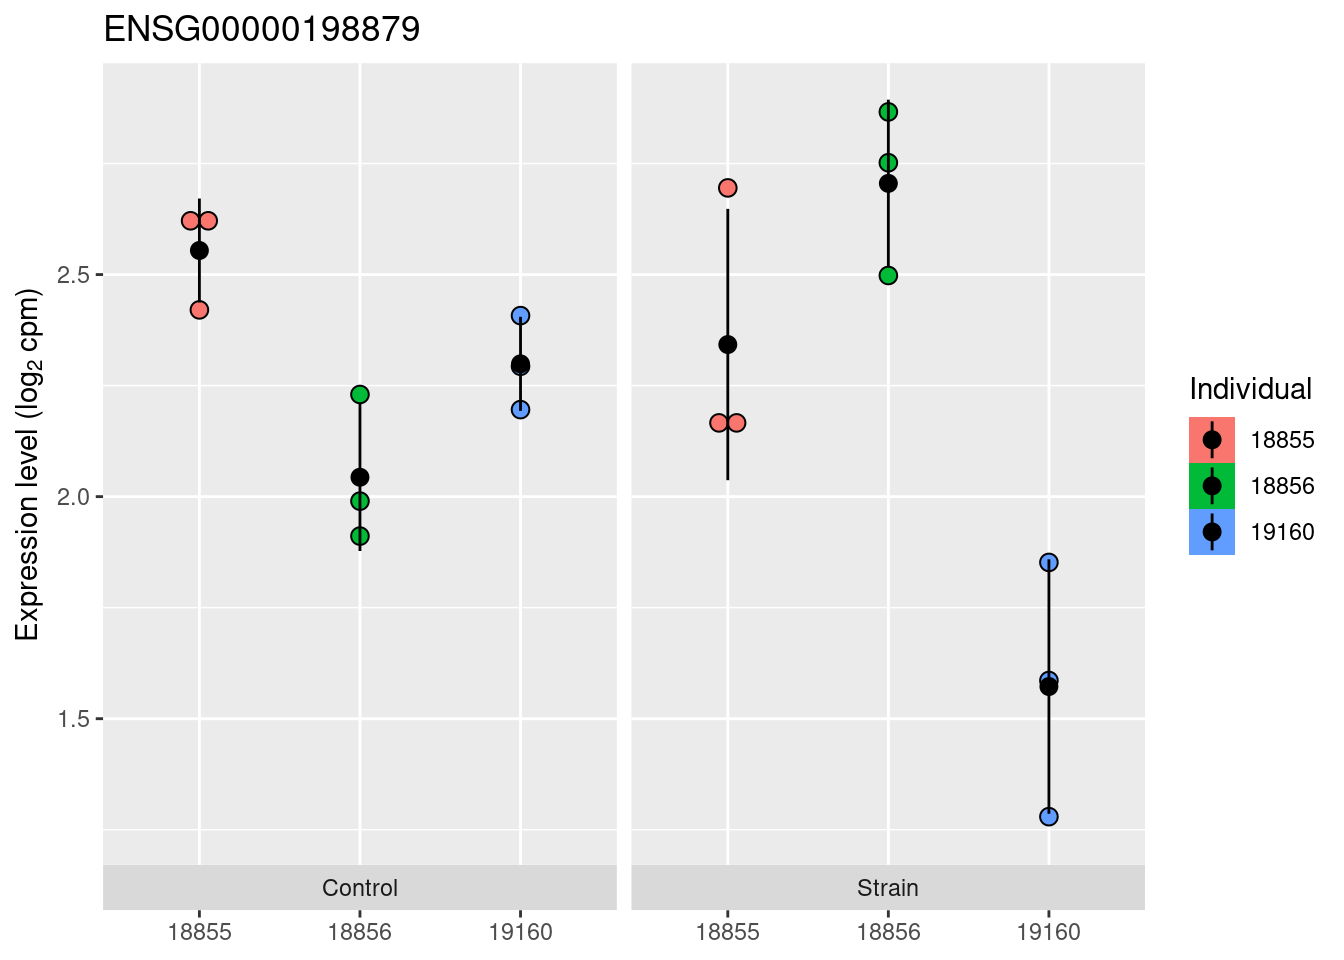 ENSG00000198879
Expression level (log2 cpm)
2.5
2.0
1.5
Control
Strain
18855
18856
19160
18855
18856
19160
Individual
18855
18856
19160